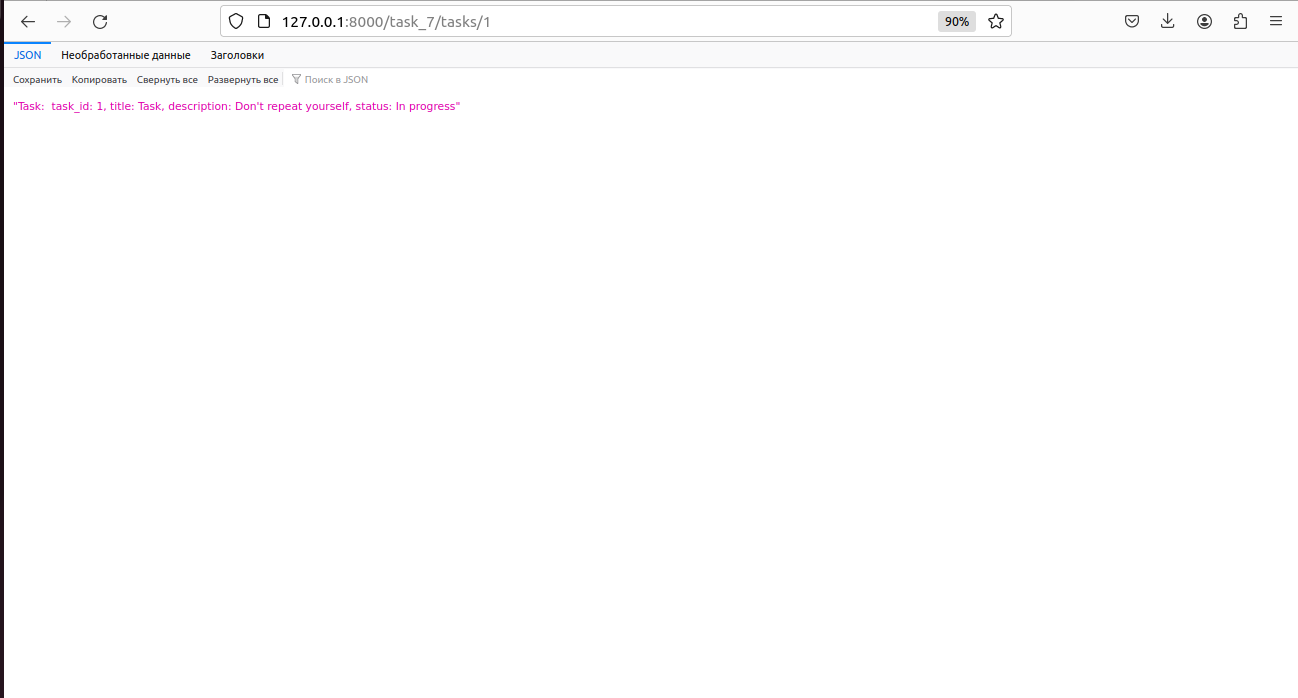 127.0.0.1:8000/task_7/tasks/1 90%
JSON Необработанные данные Заголовки
Сохранить Копировать Свернуть все Развернуть все Поиск в JSON
"Task:  task_id: 1, title: Task, description: Don't repeat yourself, status: In progress"